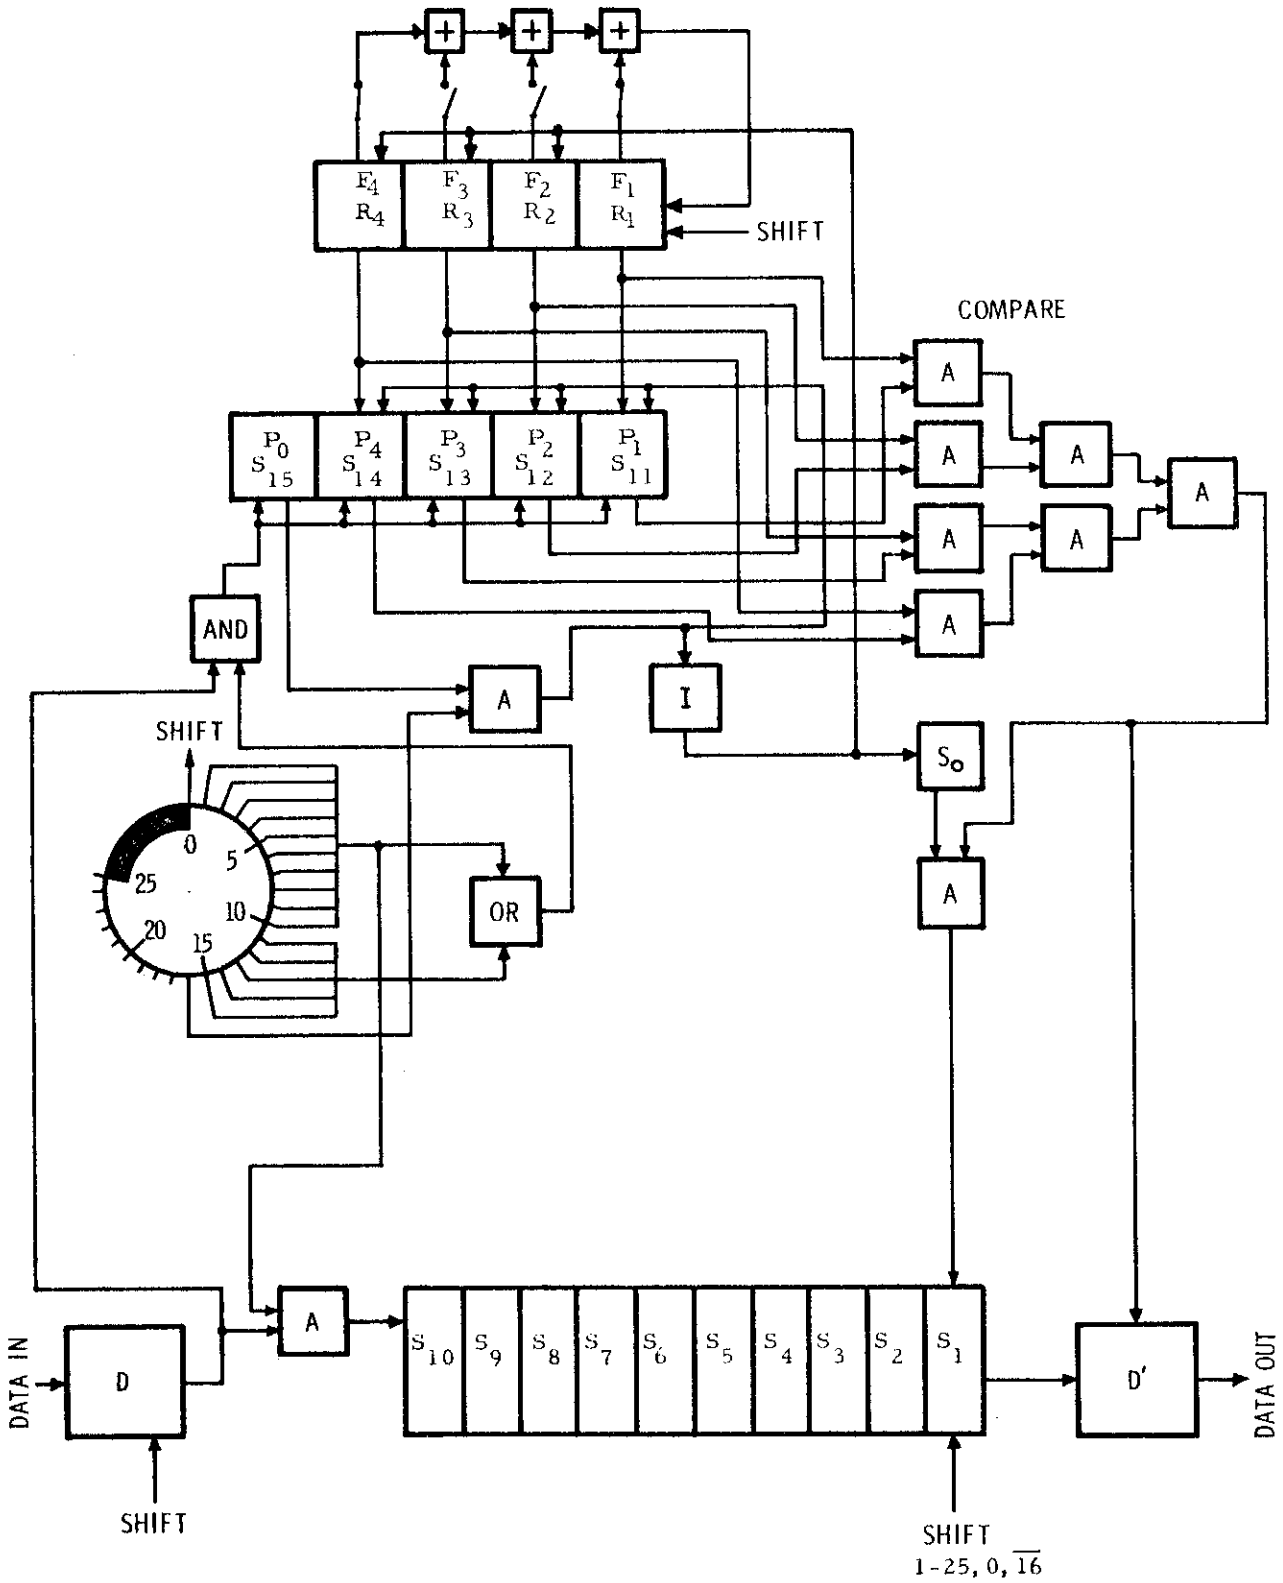 + + +
F4 F3 F2 F1
R4 R3 R2 R1
SHIFT
COMPARE
A
P0 P4 P3 P2 P1
S15 S14 S13 S12 S11
A
A
A
A
A
A
AND
A
I
SHIFT
S0
0
5
25
10
20
15
OR
A
A
S10 S9 S8 S7 S6 S5 S4 S3 S2 S1
DATA IN
D
D'
DATA OUT
SHIFT
SHIFT
1-25, 0, 1̅6̅